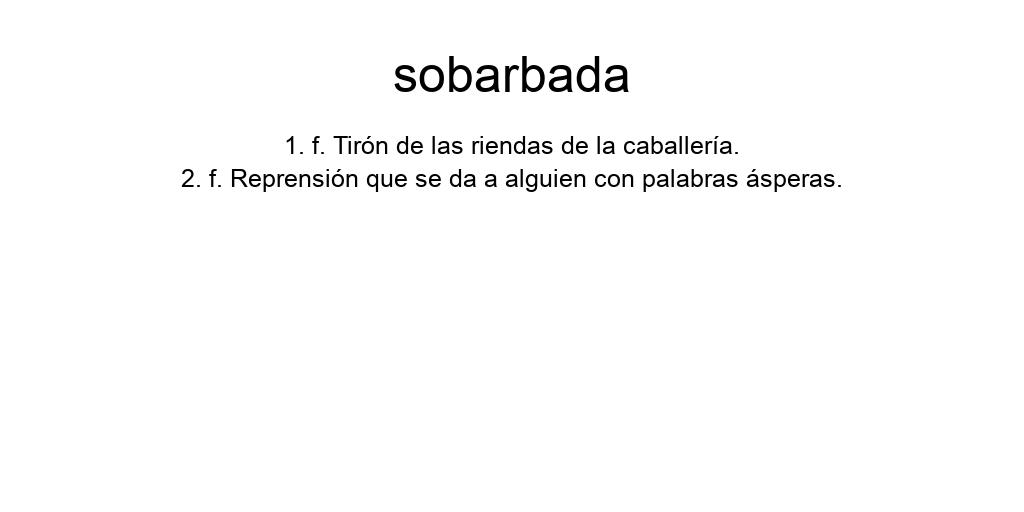 sobarbada
1. f. Tirón de las riendas de la caballería.
2. f. Reprensión que se da a alguien con palabras ásperas.